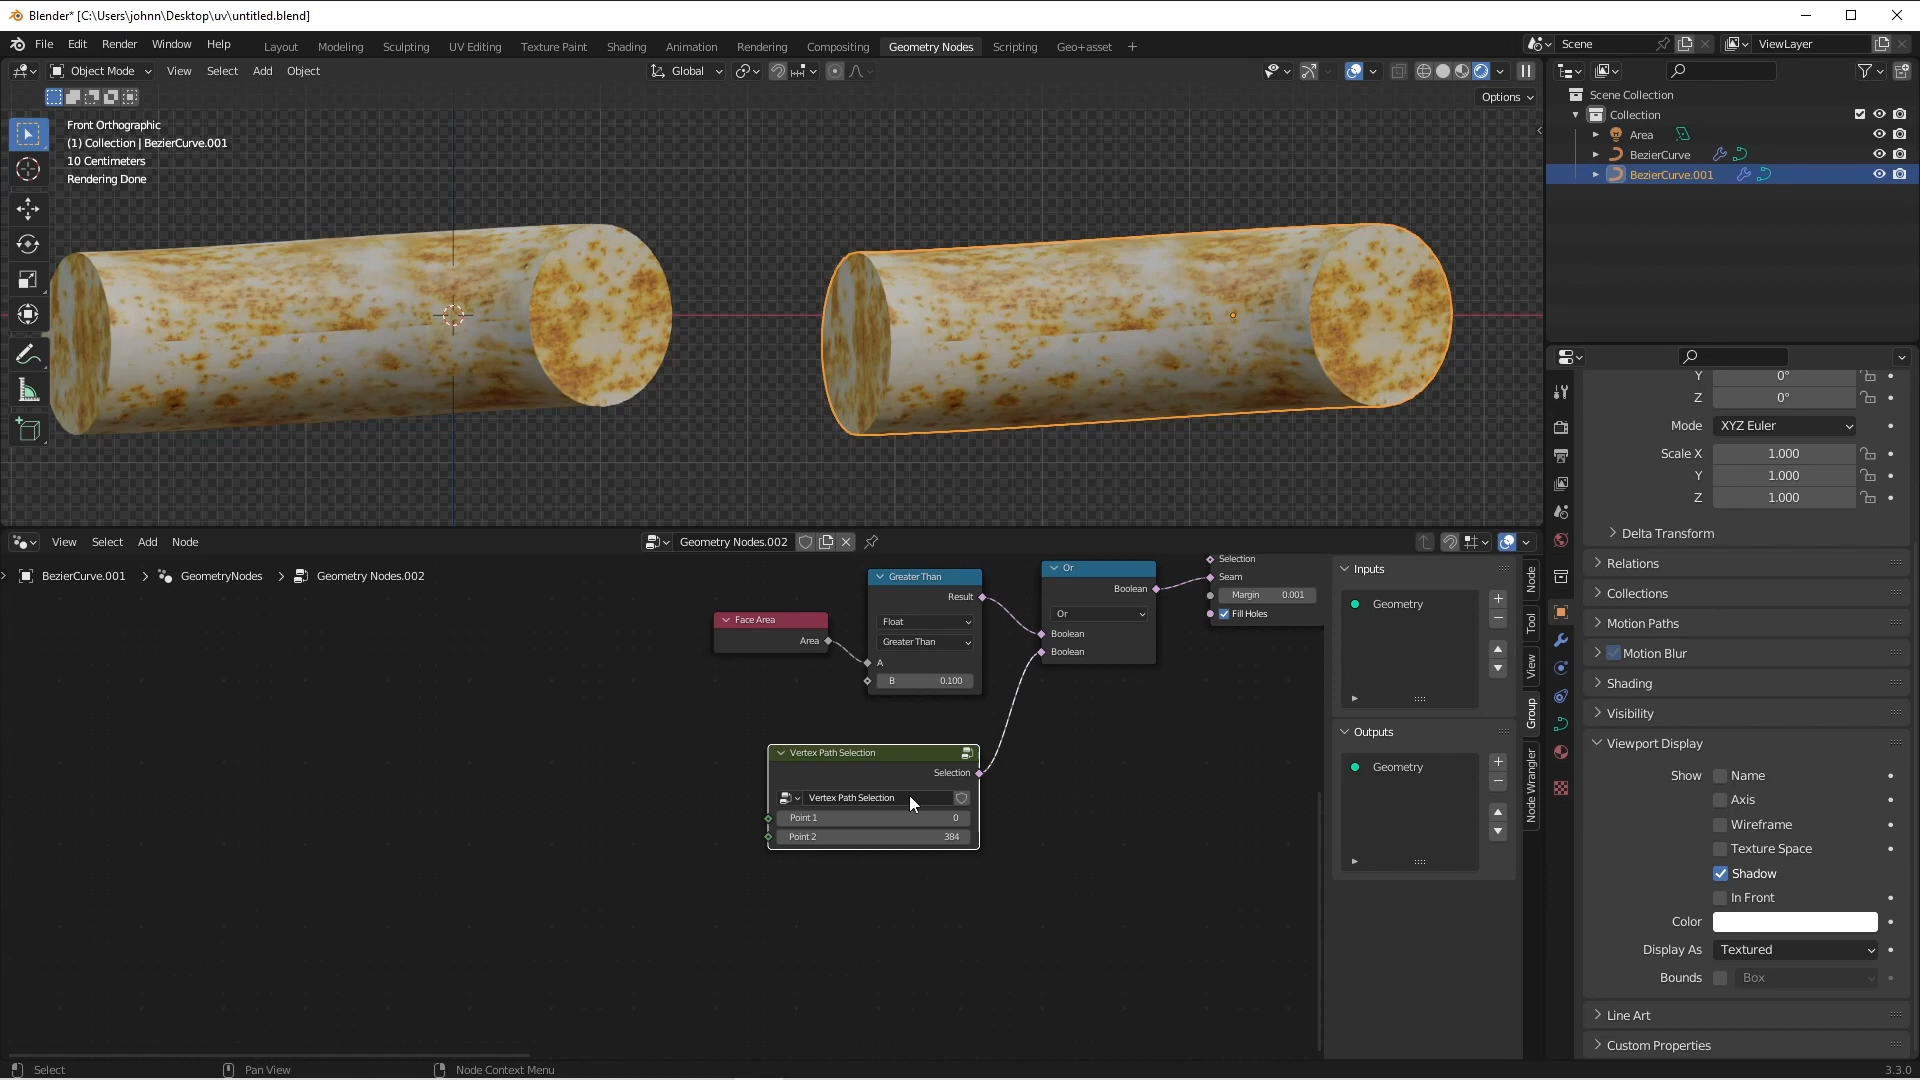 Blender* [C:\Users\johnn\Desktop\uv\untitled.blend]
File Edit Render Window Help
Layout Modeling Sculpting UV Editing Texture Paint Shading Animation Rendering Compositing Geometry Nodes Scripting Geo+asset +
Scene
ViewLayer
Object Mode View Select Add Object
Global
Options
Front Orthographic
(1) Collection | BezierCurve.001
10 Centimeters
Rendering Done
Scene Collection
Collection
Area
BezierCurve
BezierCurve.001
Y 0°
Z 0°
Mode XYZ Euler
Scale X 1.000
Y 1.000
Z 1.000
Delta Transform
Relations
Collections
Motion Paths
Motion Blur
Shading
Visibility
Viewport Display
Show Name
Axis
Wireframe
Texture Space
Shadow
In Front
Color
Display As Textured
Bounds Box
Line Art
Custom Properties
View Select Add Node
Geometry Nodes.002
BezierCurve.001 > GeometryNodes > Geometry Nodes.002
Face Area
Area
Greater Than
Result
Float
Greater Than
A
B 0.100
Or
Boolean
Or
Boolean
Boolean
Selection
Seam
Margin 0.001
Fill Holes
Vertex Path Selection
Selection
Vertex Path Selection
Point 1 0
Point 2 384
Inputs
Geometry
Outputs
Geometry
Node
Tool
View
Group
Node Wrangler
Select
Pan View
Node Context Menu
3.3.0